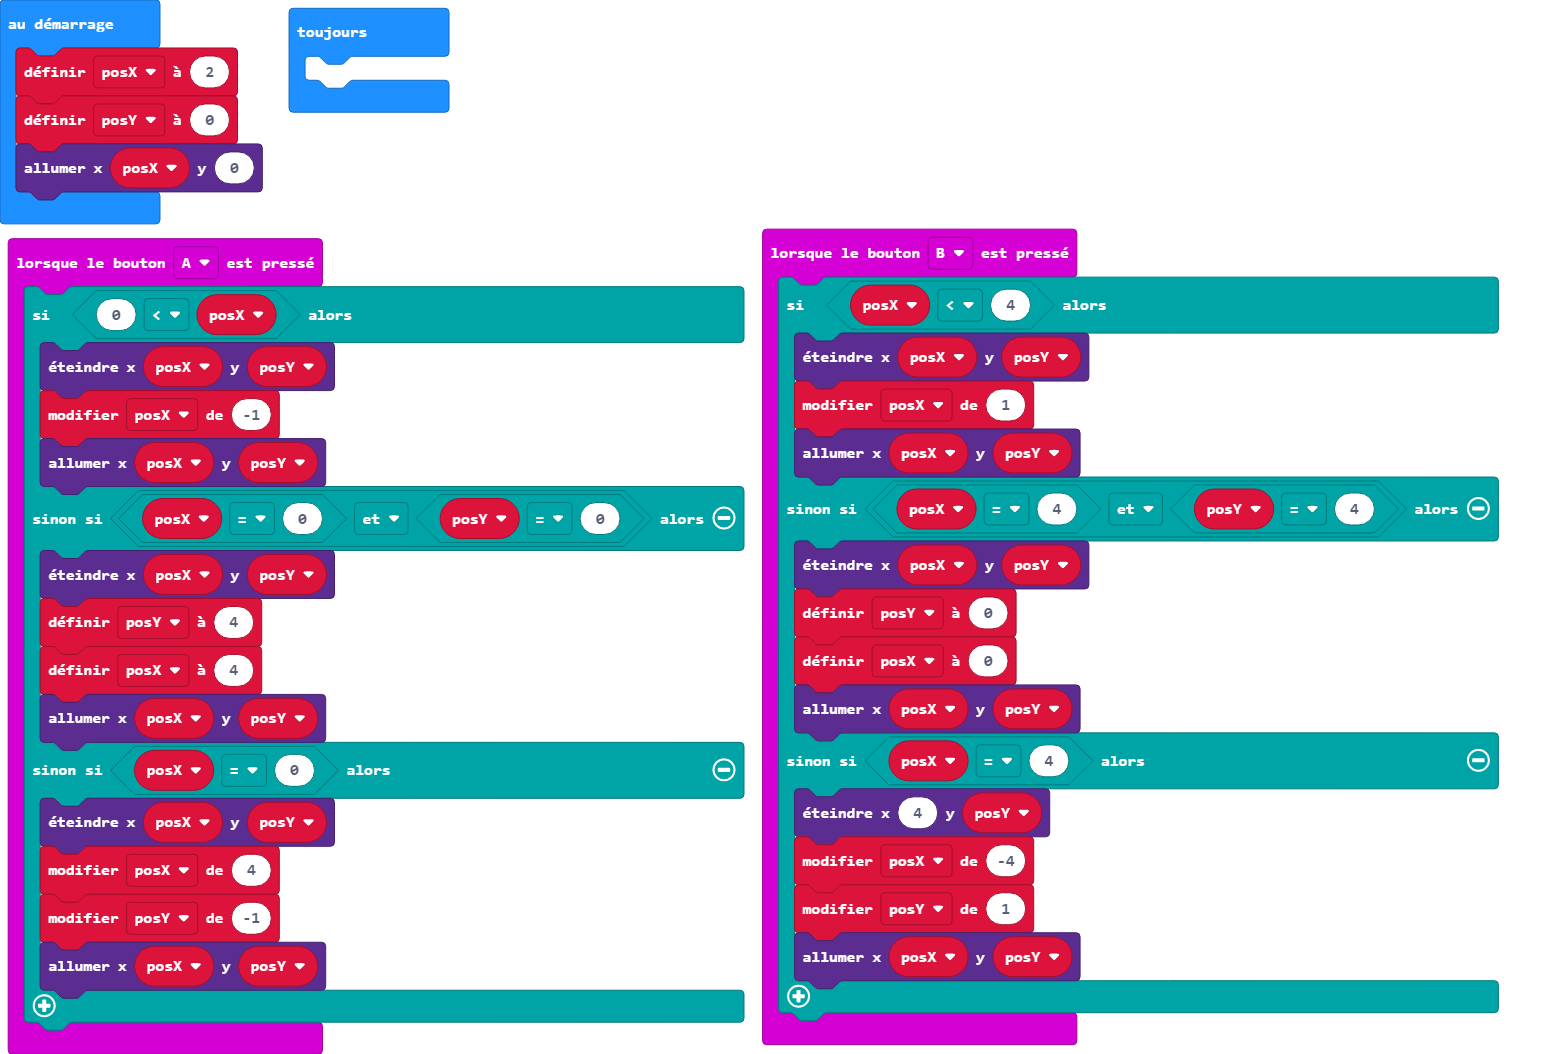 au démarrage
définir posX à 2
définir posY à 0
allumer x posX y 0
toujours
lorsque le bouton A est pressé
si 0 < posX alors
éteindre x posX y posY
modifier posX de -1
allumer x posX y posY
sinon si posX = 0 et posY = 0 alors
éteindre x posX y posY
définir posY à 4
définir posX à 4
allumer x posX y posY
sinon si posX = 0 alors
éteindre x posX y posY
modifier posX de 4
modifier posY de -1
allumer x posX y posY
lorsque le bouton B est pressé
si posX < 4 alors
éteindre x posX y posY
modifier posX de 1
allumer x posX y posY
sinon si posX = 4 et posY = 4 alors
éteindre x posX y posY
définir posY à 0
définir posX à 0
allumer x posX y posY
sinon si posX = 4 alors
éteindre x 4 y posY
modifier posX de -4
modifier posY de 1
allumer x posX y posY